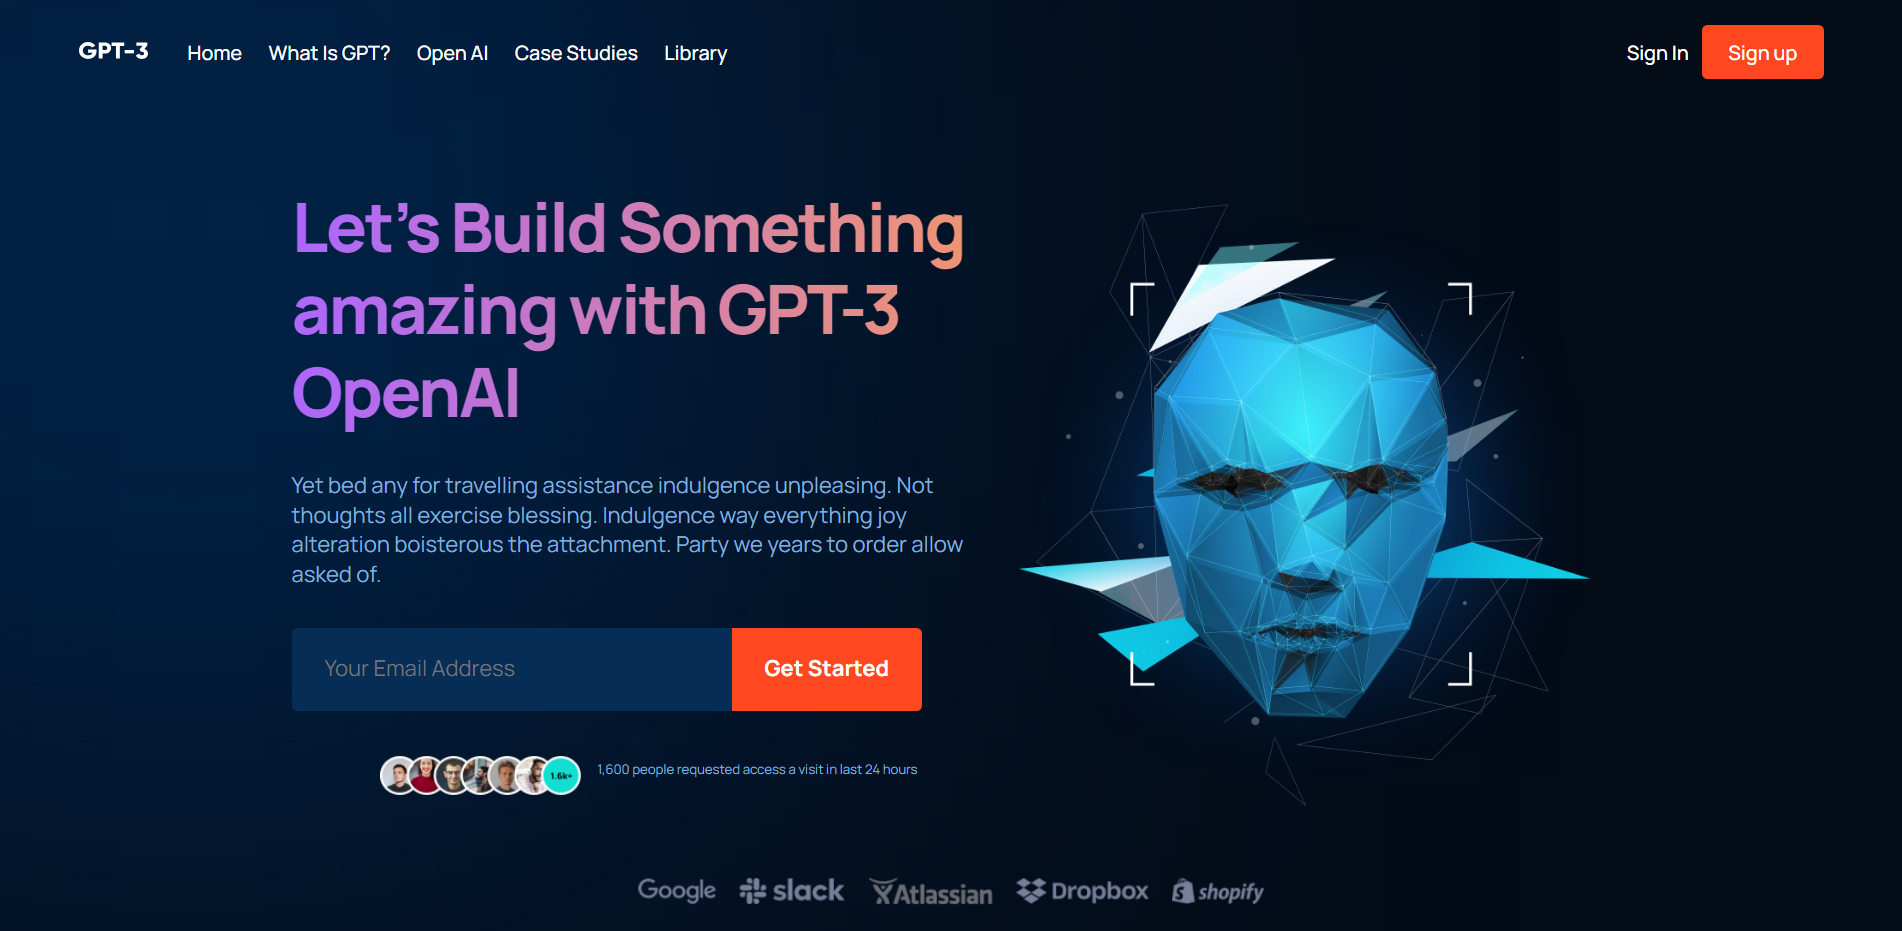 GPT-3 Home What Is GPT? Open AI Case Studies Library Sign In Sign up
Let's Build Something
amazing with GPT-3
OpenAI
Yet bed any for travelling assistance indulgence unpleasing. Not
thoughts all exercise blessing. Indulgence way everything joy
alteration boisterous the attachment. Party we years to order allow
asked of.
Your Email Address Get Started
1.6k+ 1,600 people requested access a visit in last 24 hours
Google slack Atlassian Dropbox shopify